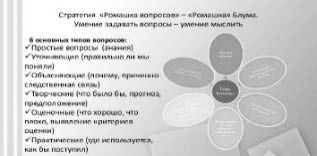 Стратегия «Ромашка вопросов» – «Ромашка» Блума.
Умение задавать вопросы – умение мыслить
6 основных типов вопросов:
✓Простые вопросы (знания)
✓Уточняющие (правильно ли мы
поняли)
✓Объясняющие (почему, причинно
следственная связь)
✓Творческие (что было бы, прогноз,
предположение)
✓Оценочные (что хорошо, что
плохо, выявление критериев
оценки)
✓Практические (где используется,
как бы поступил)